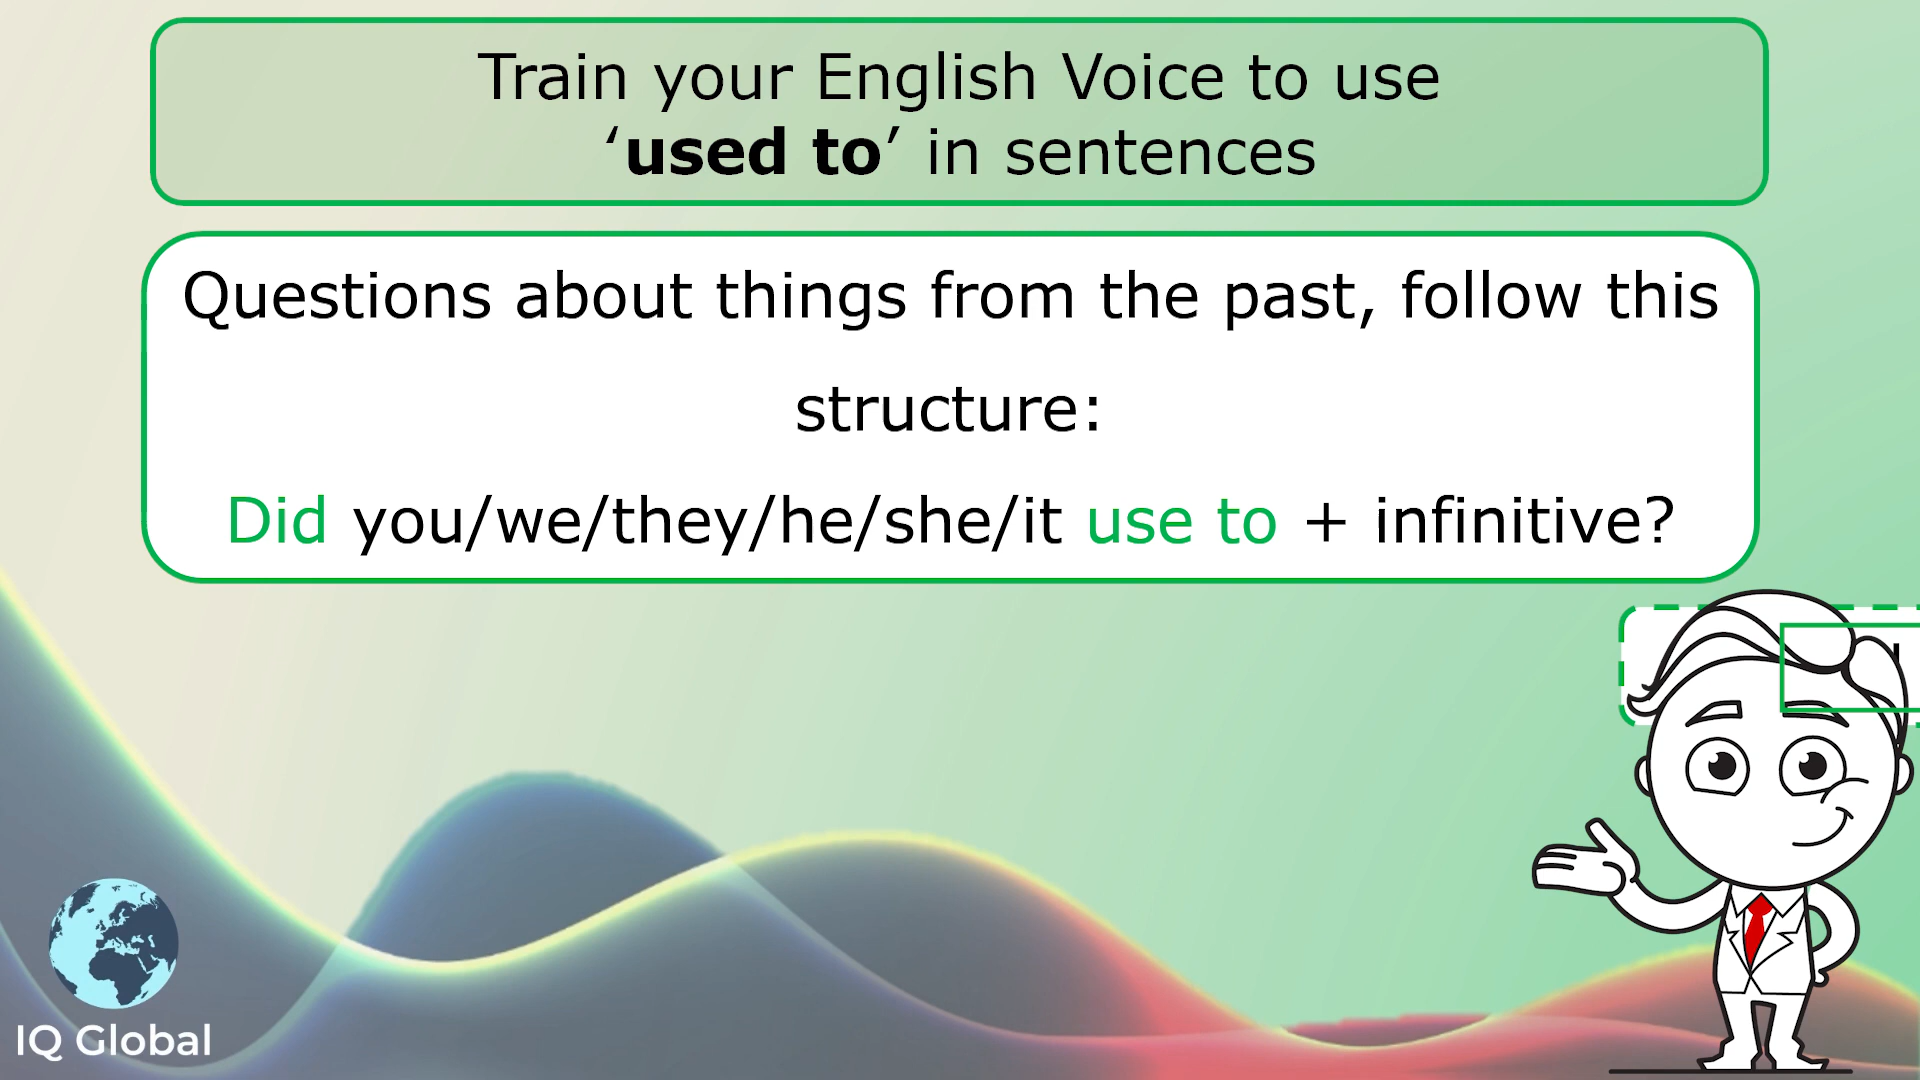 Train your English Voice to use
‘used to’ in sentences
Questions about things from the past, follow this
structure:
Did you/we/they/he/she/it use to + infinitive?
IQ Global